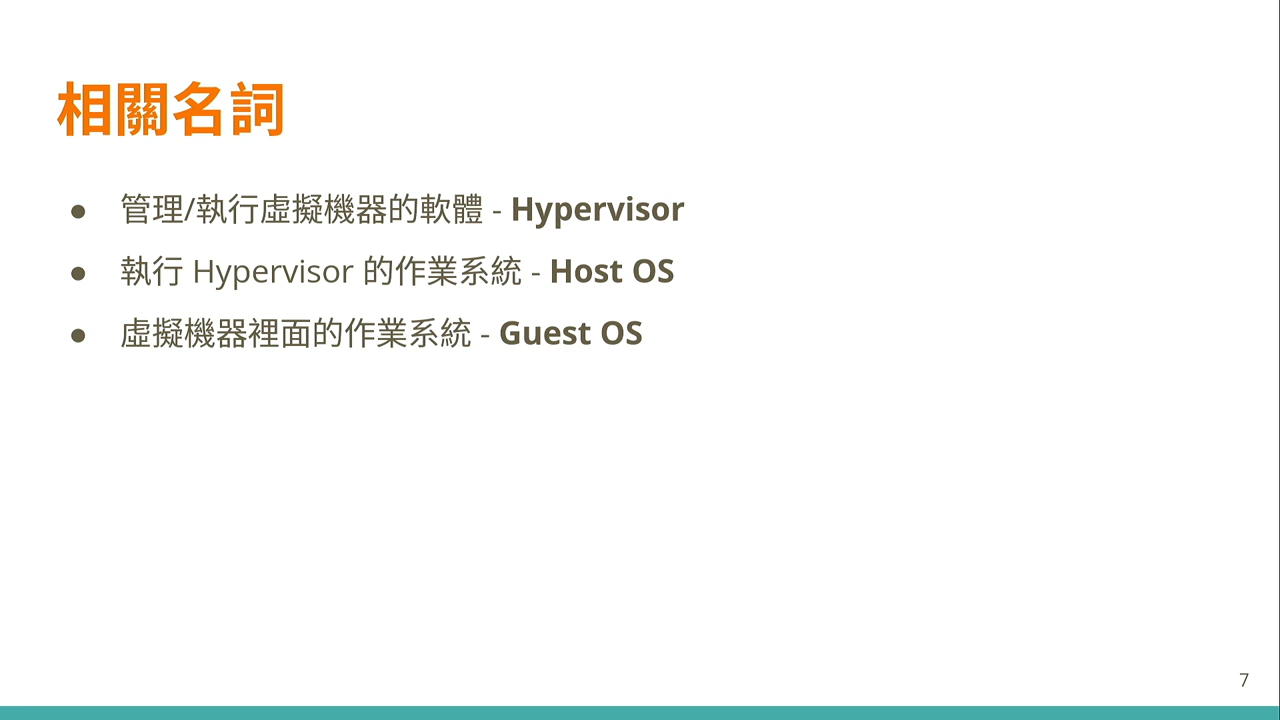 相關名詞
● 管理/執行虛擬機器的軟體 - Hypervisor
● 執行 Hypervisor 的作業系統 - Host OS
● 虛擬機器裡面的作業系統 - Guest OS
7